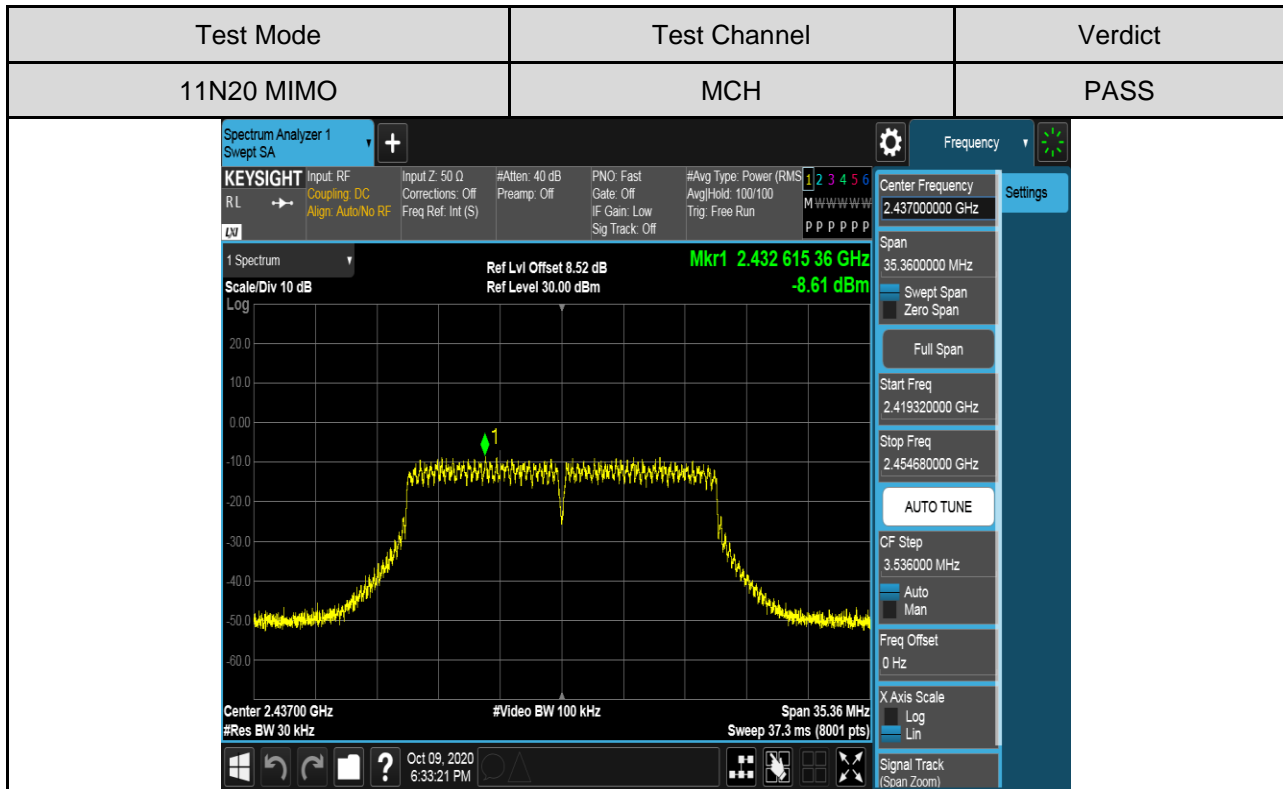 Test Mode Test Channel Verdict
11N20 MIMO MCH PASS
Spectrum Analyzer 1
Swept SA
+
Frequency
KEYSIGHT
RL
LXI
Input: RF
Coupling: DC
Align: Auto/No RF
Input Z: 50 Ω
Corrections: Off
Freq Ref: Int (S)
#Atten: 40 dB
Preamp: Off
PNO: Fast
Gate: Off
IF Gain: Low
Sig Track: Off
#Avg Type: Power (RMS
Avg|Hold: 100/100
Trig: Free Run
1 2 3 4 5 6
M W W W W W
P P P P P P
1 Spectrum
Scale/Div 10 dB
Log
Ref Lvl Offset 8.52 dB
Ref Level 30.00 dBm
Mkr1 2.432 615 36 GHz
-8.61 dBm
20.0
10.0
0.00
-10.0
-20.0
-30.0
-40.0
-50.0
-60.0
1
Center 2.43700 GHz
#Res BW 30 kHz
#Video BW 100 kHz
Span 35.36 MHz
Sweep 37.3 ms (8001 pts)
Center Frequency
2.437000000 GHz
Settings
Span
35.3600000 MHz
Swept Span
Zero Span
Full Span
Start Freq
2.419320000 GHz
Stop Freq
2.454680000 GHz
AUTO TUNE
CF Step
3.536000 MHz
Auto
Man
Freq Offset
0 Hz
X Axis Scale
Log
Lin
Signal Track
(Span Zoom)
?
Oct 09, 2020
6:33:21 PM